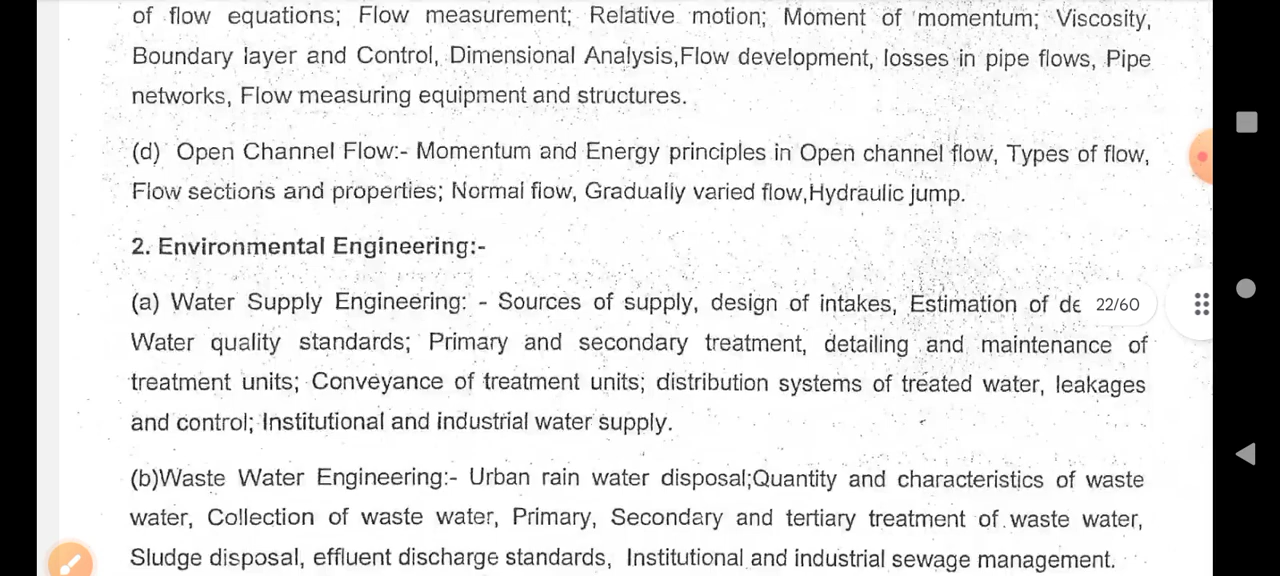 of flow equations; Flow measurement; Relative motion; Moment of momentum; Viscosity,
Boundary layer and Control, Dimensional Analysis,Flow development, losses in pipe flows, Pipe
networks, Flow measuring equipment and structures.
(d) Open Channel Flow:- Momentum and Energy principles in Open channel flow, Types of flow,
Flow sections and properties; Normal flow, Gradually varied flow,Hydraulic jump.
2. Environmental Engineering:-
(a) Water Supply Engineering: - Sources of supply, design of intakes, Estimation of
22/60
Water quality standards; Primary and secondary treatment, detailing and maintenance of
treatment units; Conveyance of treatment units; distribution systems of treated water, leakages
and control; Institutional and industrial water supply.
(b)Waste Water Engineering:- Urban rain water disposal;Quantity and characteristics of waste
water, Collection of waste water, Primary, Secondary and tertiary treatment of waste water,
Sludge disposal, effluent discharge standards, Institutional and industrial sewage management.